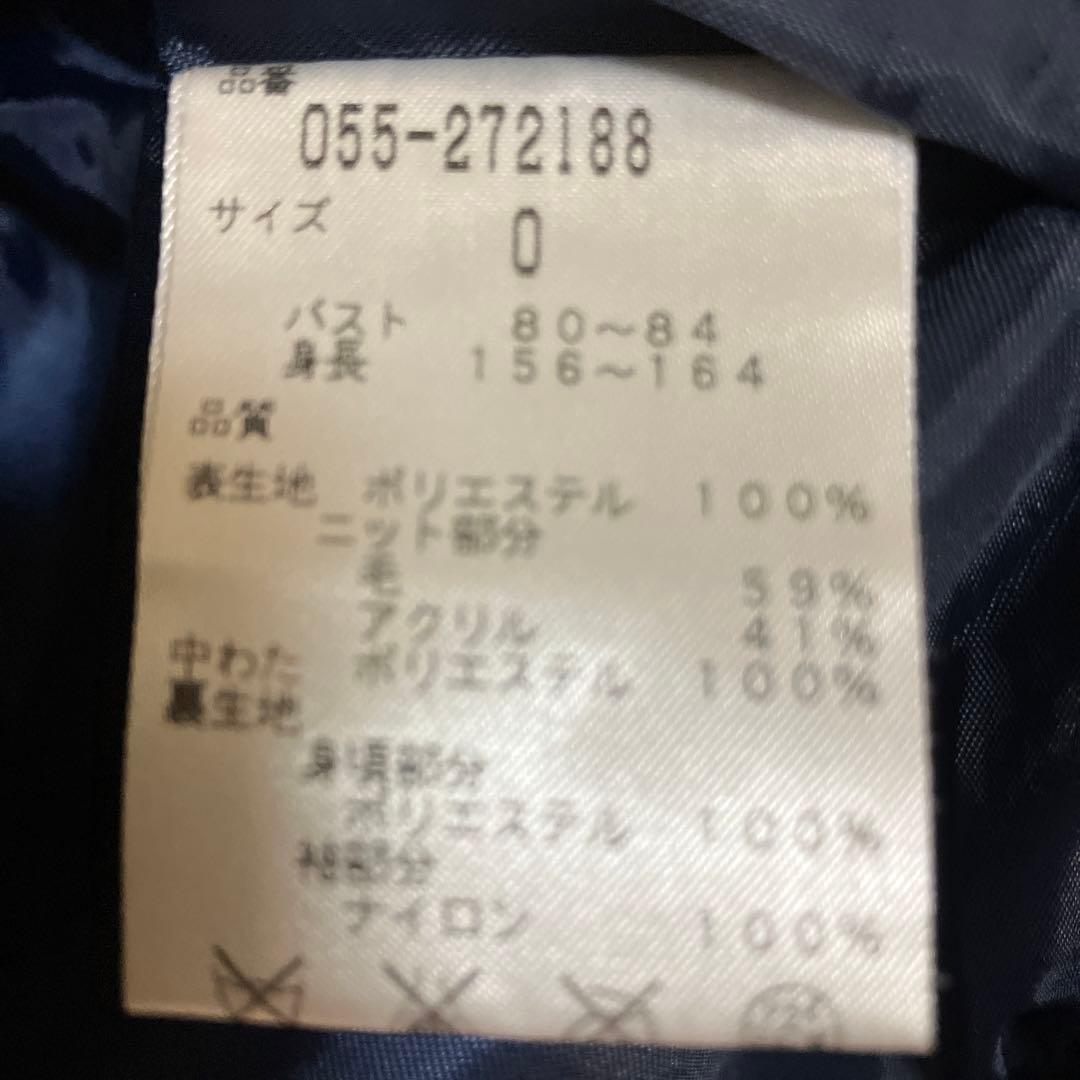 品番
055-272188
サイズ 0
バスト 80～84
身長 156～164
品質
表生地 ポリエステル 100%
ニット部分
毛 59%
アクリル 41%
中わた ポリエステル 100%
裏生地
身頃部分
ポリエステル 100%
袖部分
ナイロン 100%